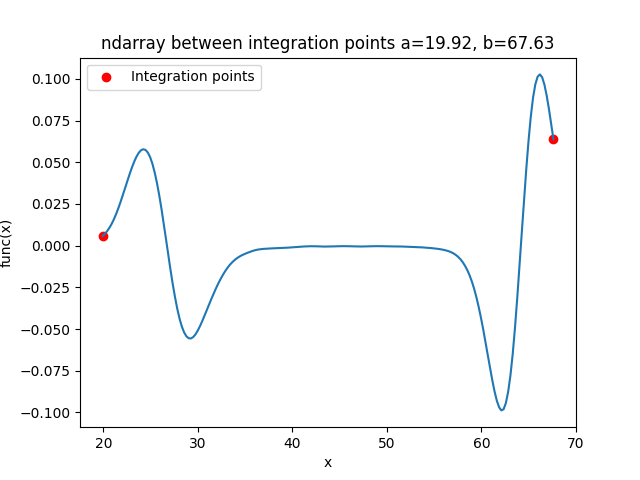 ndarray between integration points a=19.92, b=67.63
Integration points
0.100
0.075
0.050
0.025
0.000
−0.025
−0.050
−0.075
−0.100
func(x)
20 30 40 50 60 70
x